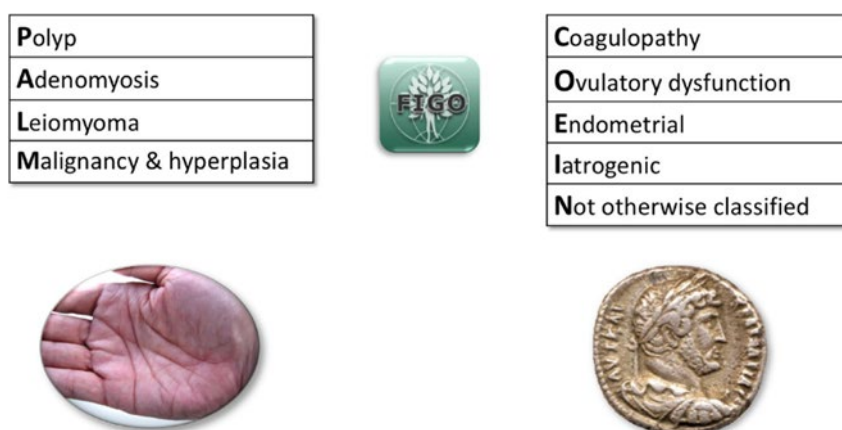 Polyp
Adenomyosis
Leiomyoma
Malignancy & hyperplasia
FIGO
Coagulopathy
Ovulatory dysfunction
Endometrial
Iatrogenic
Not otherwise classified